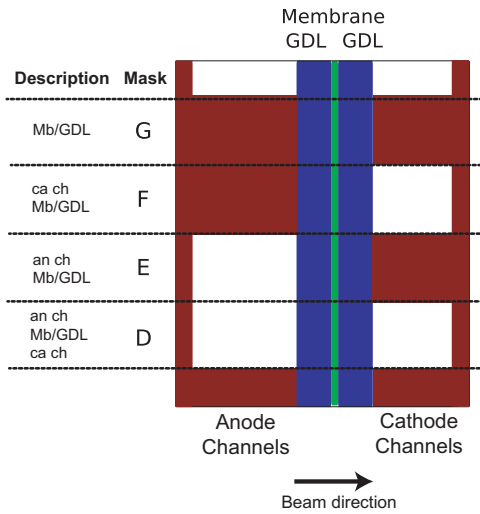 Membrane
GDL GDL
Description Mask
Mb/GDL G
ca ch
Mb/GDL
F
an ch
Mb/GDL
E
an ch
Mb/GDL
ca ch
D
Anode
Channels
Cathode
Channels
Beam direction